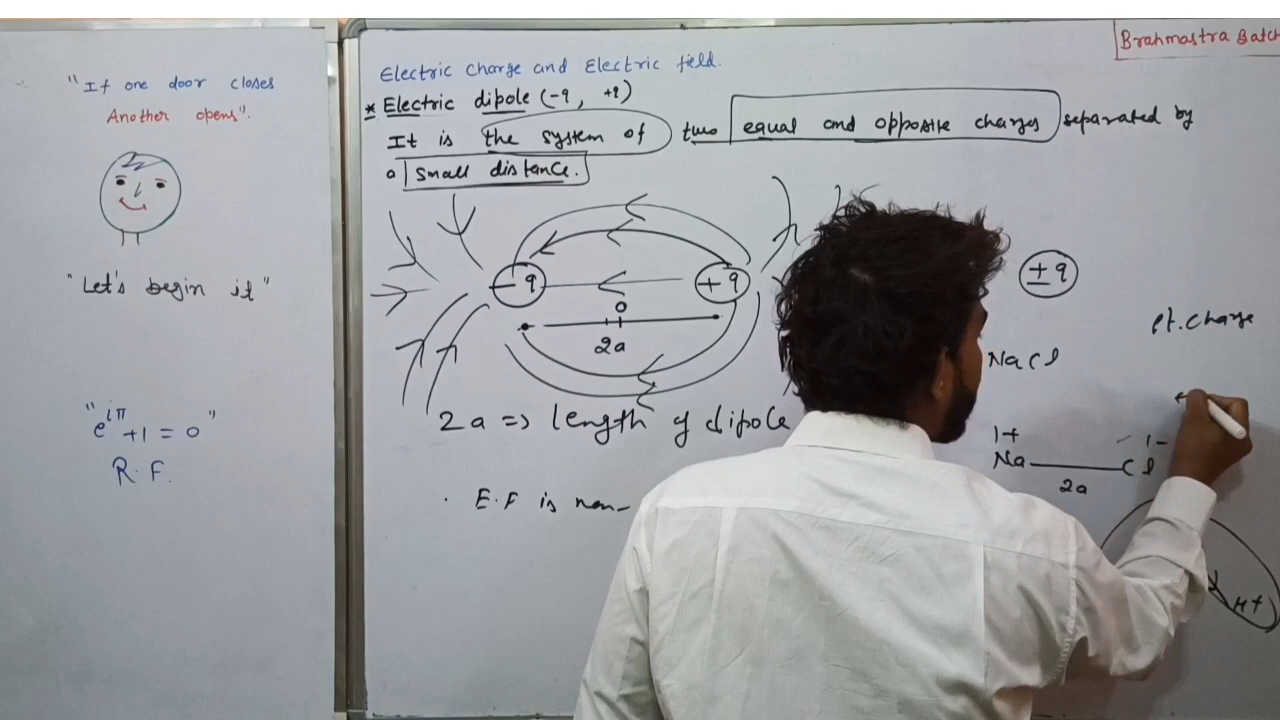 "If one door closes
Another opens".
"Let's begin it"
"e^iπ +1 = 0"
R.F.
Brahmastra Batch
Electric Charge and Electric field.
* Electric dipole (-q, +q)
It is the system of two equal and opposite charges separated by
a small distance.
- q
+ q
0
2a
2a => length of dipole
. E.F is non-
± q
pt. charge
NaCl
1+
1-
Na
Cl
2a
H+